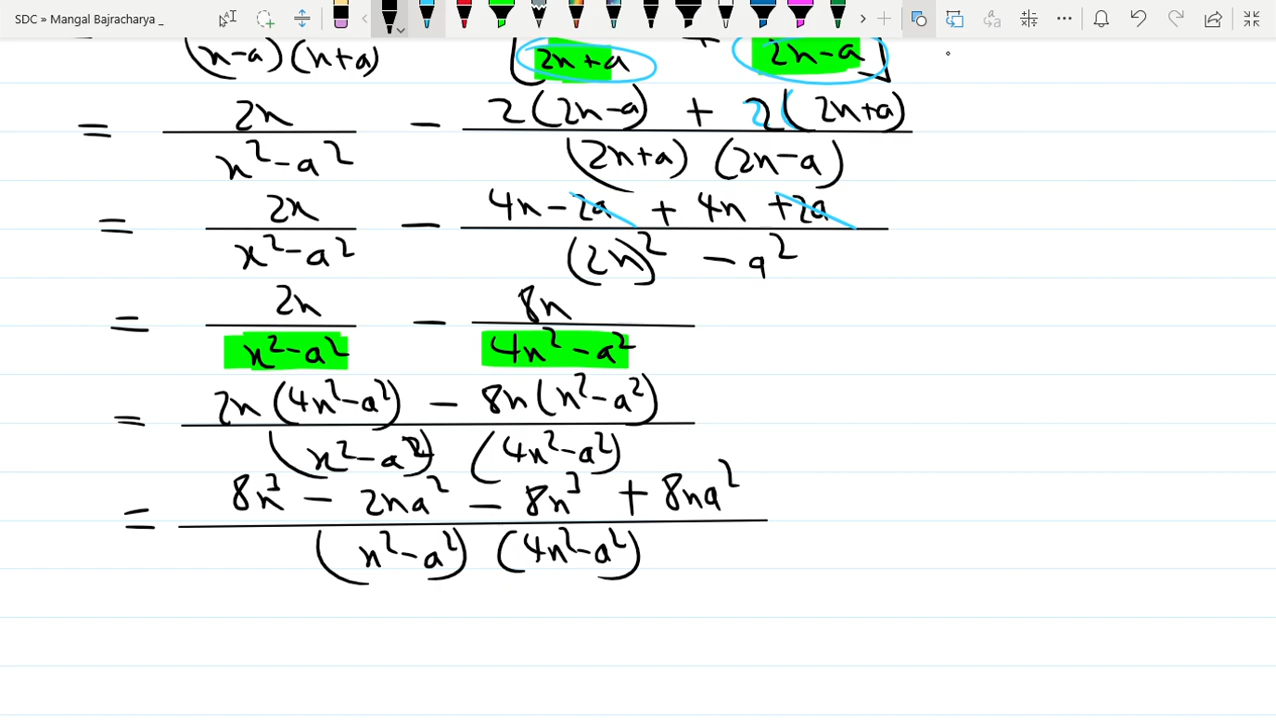 SDC » Mangal Bajracharya _
(x-a)(x+a) [2x+a + 2x-a]
= 2x/(x²-a²) - (2(2x-a) + 2(2x+a))/((2x+a)(2x-a))
= 2x/(x²-a²) - (4x-2a + 4x+2a)/((2x)² - a²)
= 2x/(x²-a²) - 8x/(4x²-a²)
= (2x(4x²-a²) - 8x(x²-a²))/((x²-a²)(4x²-a²))
= (8x³ - 2xa² - 8x³ + 8xa²)/((x²-a²)(4x²-a²))